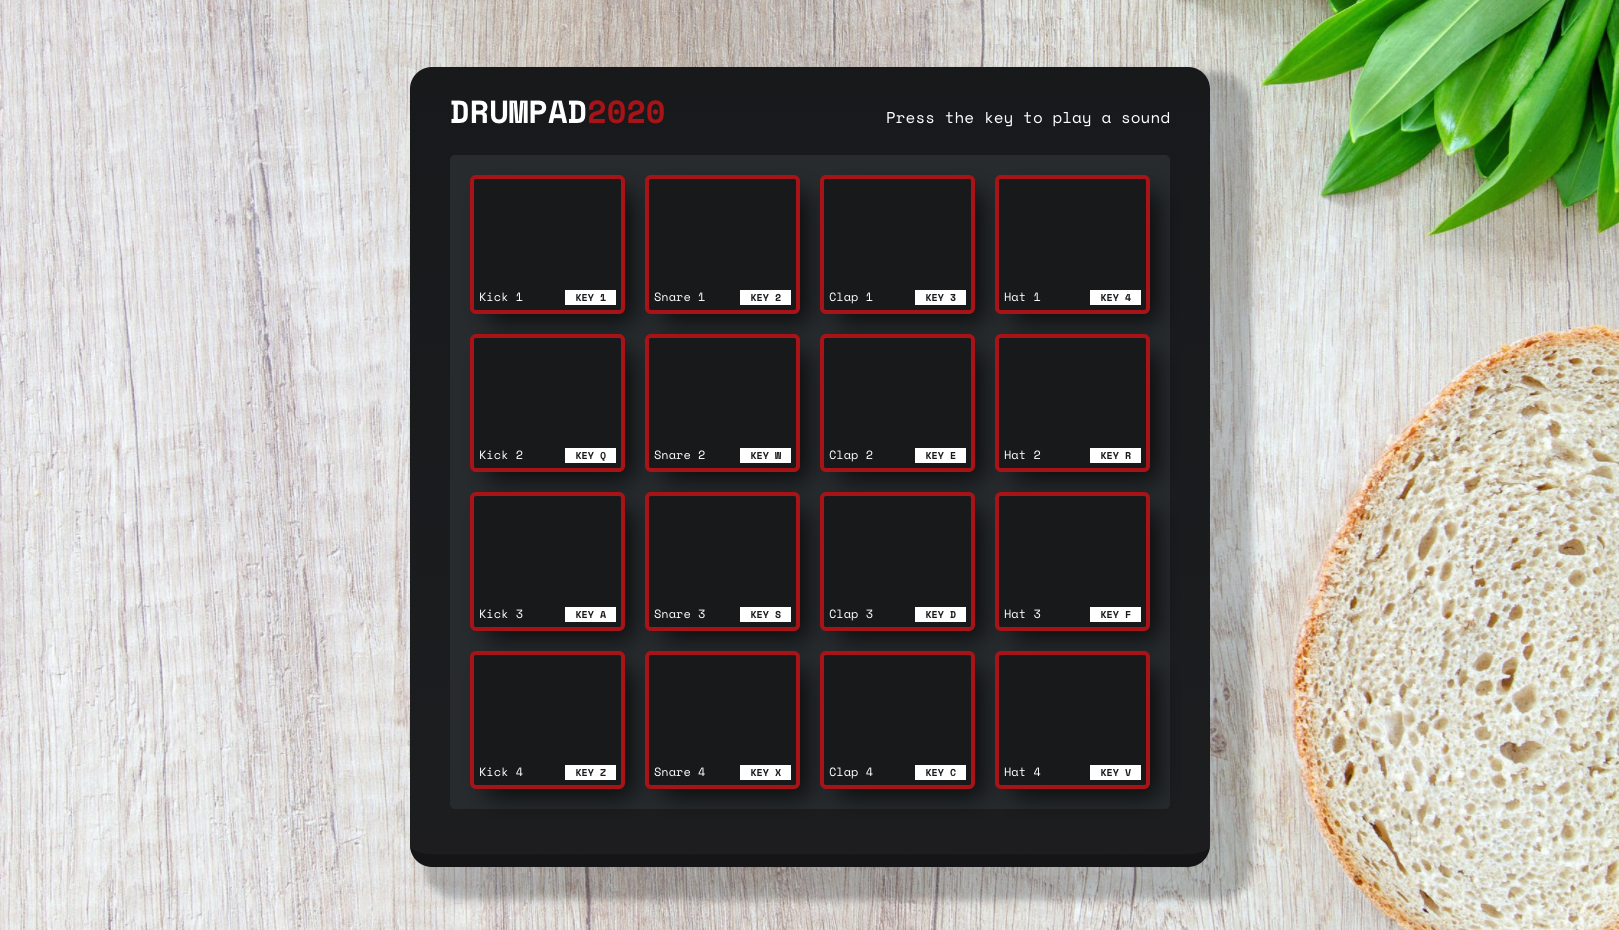 DRUMPAD2020
Press the key to play a sound
Kick 1 KEY 1
Snare 1 KEY 2
Clap 1 KEY 3
Hat 1 KEY 4
Kick 2 KEY Q
Snare 2 KEY W
Clap 2 KEY E
Hat 2 KEY R
Kick 3 KEY A
Snare 3 KEY S
Clap 3 KEY D
Hat 3 KEY F
Kick 4 KEY Z
Snare 4 KEY X
Clap 4 KEY C
Hat 4 KEY V